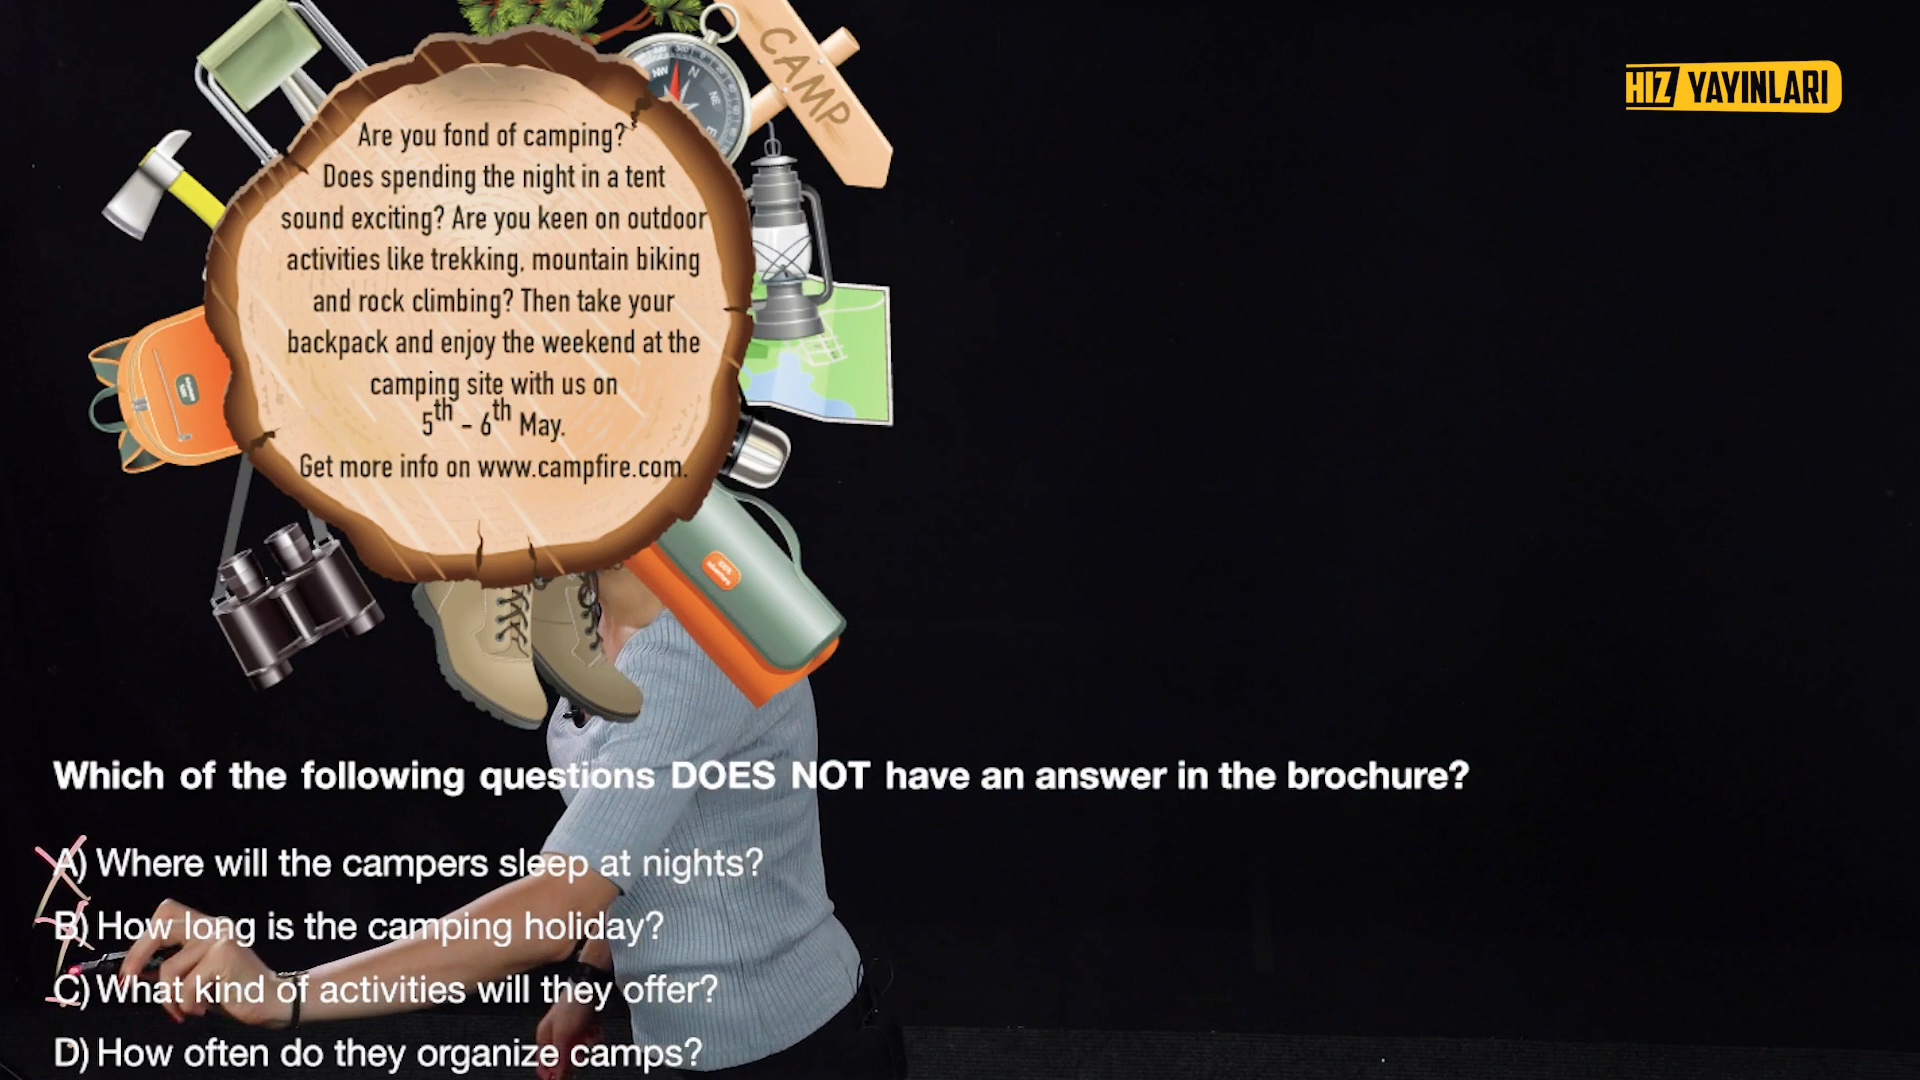 CAMP
HIZ YAYINLARI
NW N NE E
Are you fond of camping?
Does spending the night in a tent
sound exciting? Are you keen on outdoor
activities like trekking, mountain biking
and rock climbing? Then take your
backpack and enjoy the weekend at the
camping site with us on
5th - 6th May.
Get more info on www.campfire.com.
Which of the following questions DOES NOT have an answer in the brochure?
A) Where will the campers sleep at nights?
B) How long is the camping holiday?
C) What kind of activities will they offer?
D) How often do they organize camps?